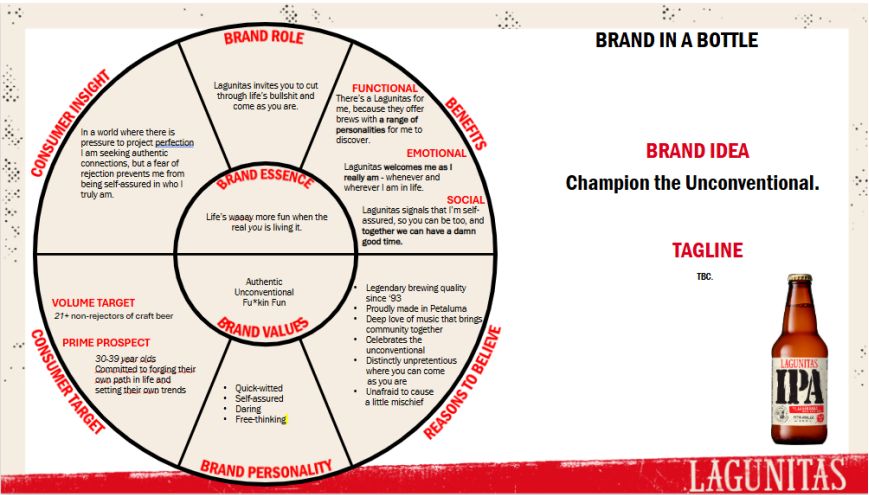 BRAND IN A BOTTLE
BRAND ROLE
Lagunitas invites you to cut
through life's bullshit and
come as you are.
CONSUMER INSIGHT
In a world where there is
pressure to project perfection
I am seeking authentic
connections, but a fear of
rejection prevents me from
being self-assured in who I
truly am.
BENEFITS
FUNCTIONAL
There's a Lagunitas for
me, because they offer
brews with a range of
personalities for me to
discover.
EMOTIONAL
Lagunitas welcomes me as I
really am - whenever and
wherever I am in life.
SOCIAL
Lagunitas signals that I'm self-
assured, so you can be too, and
together we can have a damn
good time.
BRAND ESSENCE
Life's waaay more fun when the
real you is living it.
Authentic
Unconventional
Fu*kin Fun
BRAND VALUES
CONSUMER TARGET
VOLUME TARGET
21+ non-rejectors of craft beer
PRIME PROSPECT
30-39 year olds
Committed to forging their
own path in life and
setting their own trends
• Quick-witted
• Self-assured
• Daring
• Free-thinking
BRAND PERSONALITY
• Legendary brewing quality
since '93
• Proudly made in Petaluma
• Deep love of music that brings
community together
• Celebrates the
unconventional
• Distinctly unpretentious
where you can come
as you are
• Unafraid to cause
a little mischief
REASONS TO BELIEVE
BRAND IDEA
Champion the Unconventional.
TAGLINE
TBC.
LAGUNITAS
IPA
LAGUNITAS